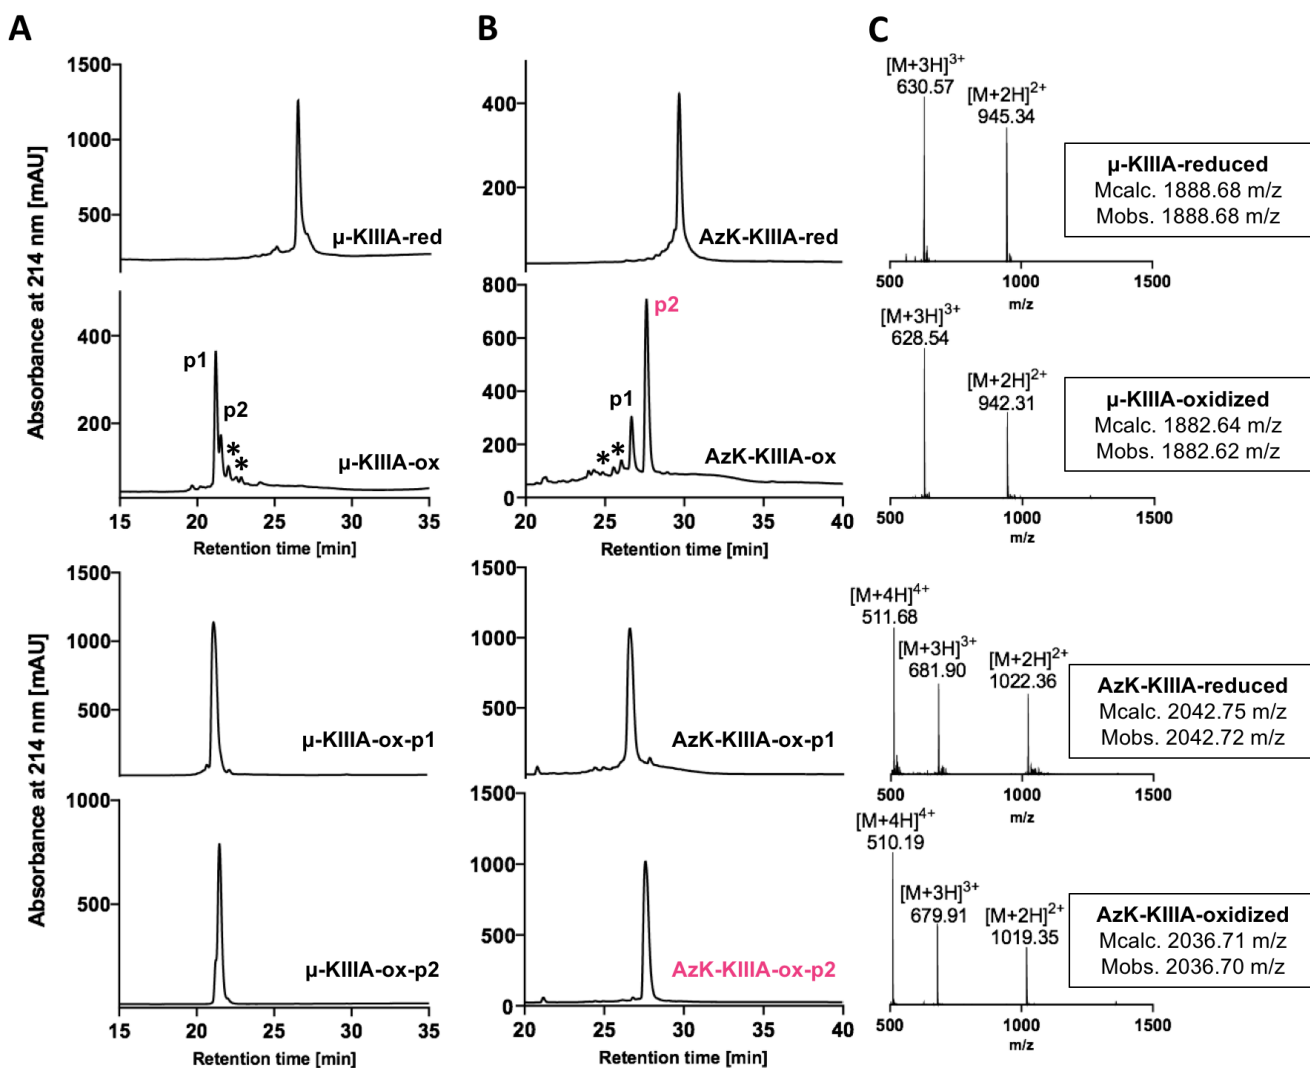 A
B
C
Absorbance at 214 nm [mAU]
1500
1000
500
µ-KIIIA-red
400
200
p1
p2
*
*
µ-KIIIA-ox
15
20
25
30
35
Retention time [min]
400
200
AzK-KIIIA-red
800
600
400
200
0
p2
p1
*
*
AzK-KIIIA-ox
20
25
30
35
40
Retention time [min]
[M+3H]3+
630.57
[M+2H]2+
945.34
500
1000
1500
m/z
µ-KIIIA-reduced
Mcalc. 1888.68 m/z
Mobs. 1888.68 m/z
[M+3H]3+
628.54
[M+2H]2+
942.31
500
1000
1500
m/z
µ-KIIIA-oxidized
Mcalc. 1882.64 m/z
Mobs. 1882.62 m/z
Absorbance at 214 nm [mAU]
1500
1000
500
µ-KIIIA-ox-p1
1000
500
µ-KIIIA-ox-p2
15
20
25
30
35
Retention time [min]
1500
1000
500
AzK-KIIIA-ox-p1
1500
1000
500
0
AzK-KIIIA-ox-p2
20
25
30
35
40
Retention time [min]
[M+4H]4+
511.68
[M+3H]3+
681.90
[M+2H]2+
1022.36
500
1000
1500
m/z
AzK-KIIIA-reduced
Mcalc. 2042.75 m/z
Mobs. 2042.72 m/z
[M+4H]4+
510.19
[M+3H]3+
679.91
[M+2H]2+
1019.35
500
1000
1500
m/z
AzK-KIIIA-oxidized
Mcalc. 2036.71 m/z
Mobs. 2036.70 m/z